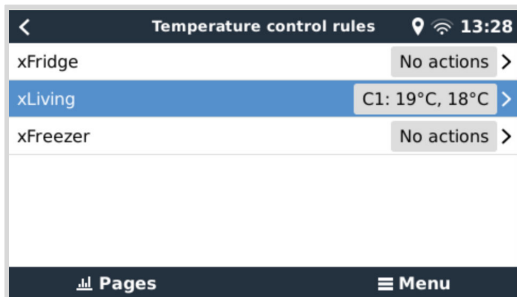 Temperature control rules 13:28
xFridge No actions
xLiving C1: 19°C, 18°C
xFreezer No actions
Pages Menu